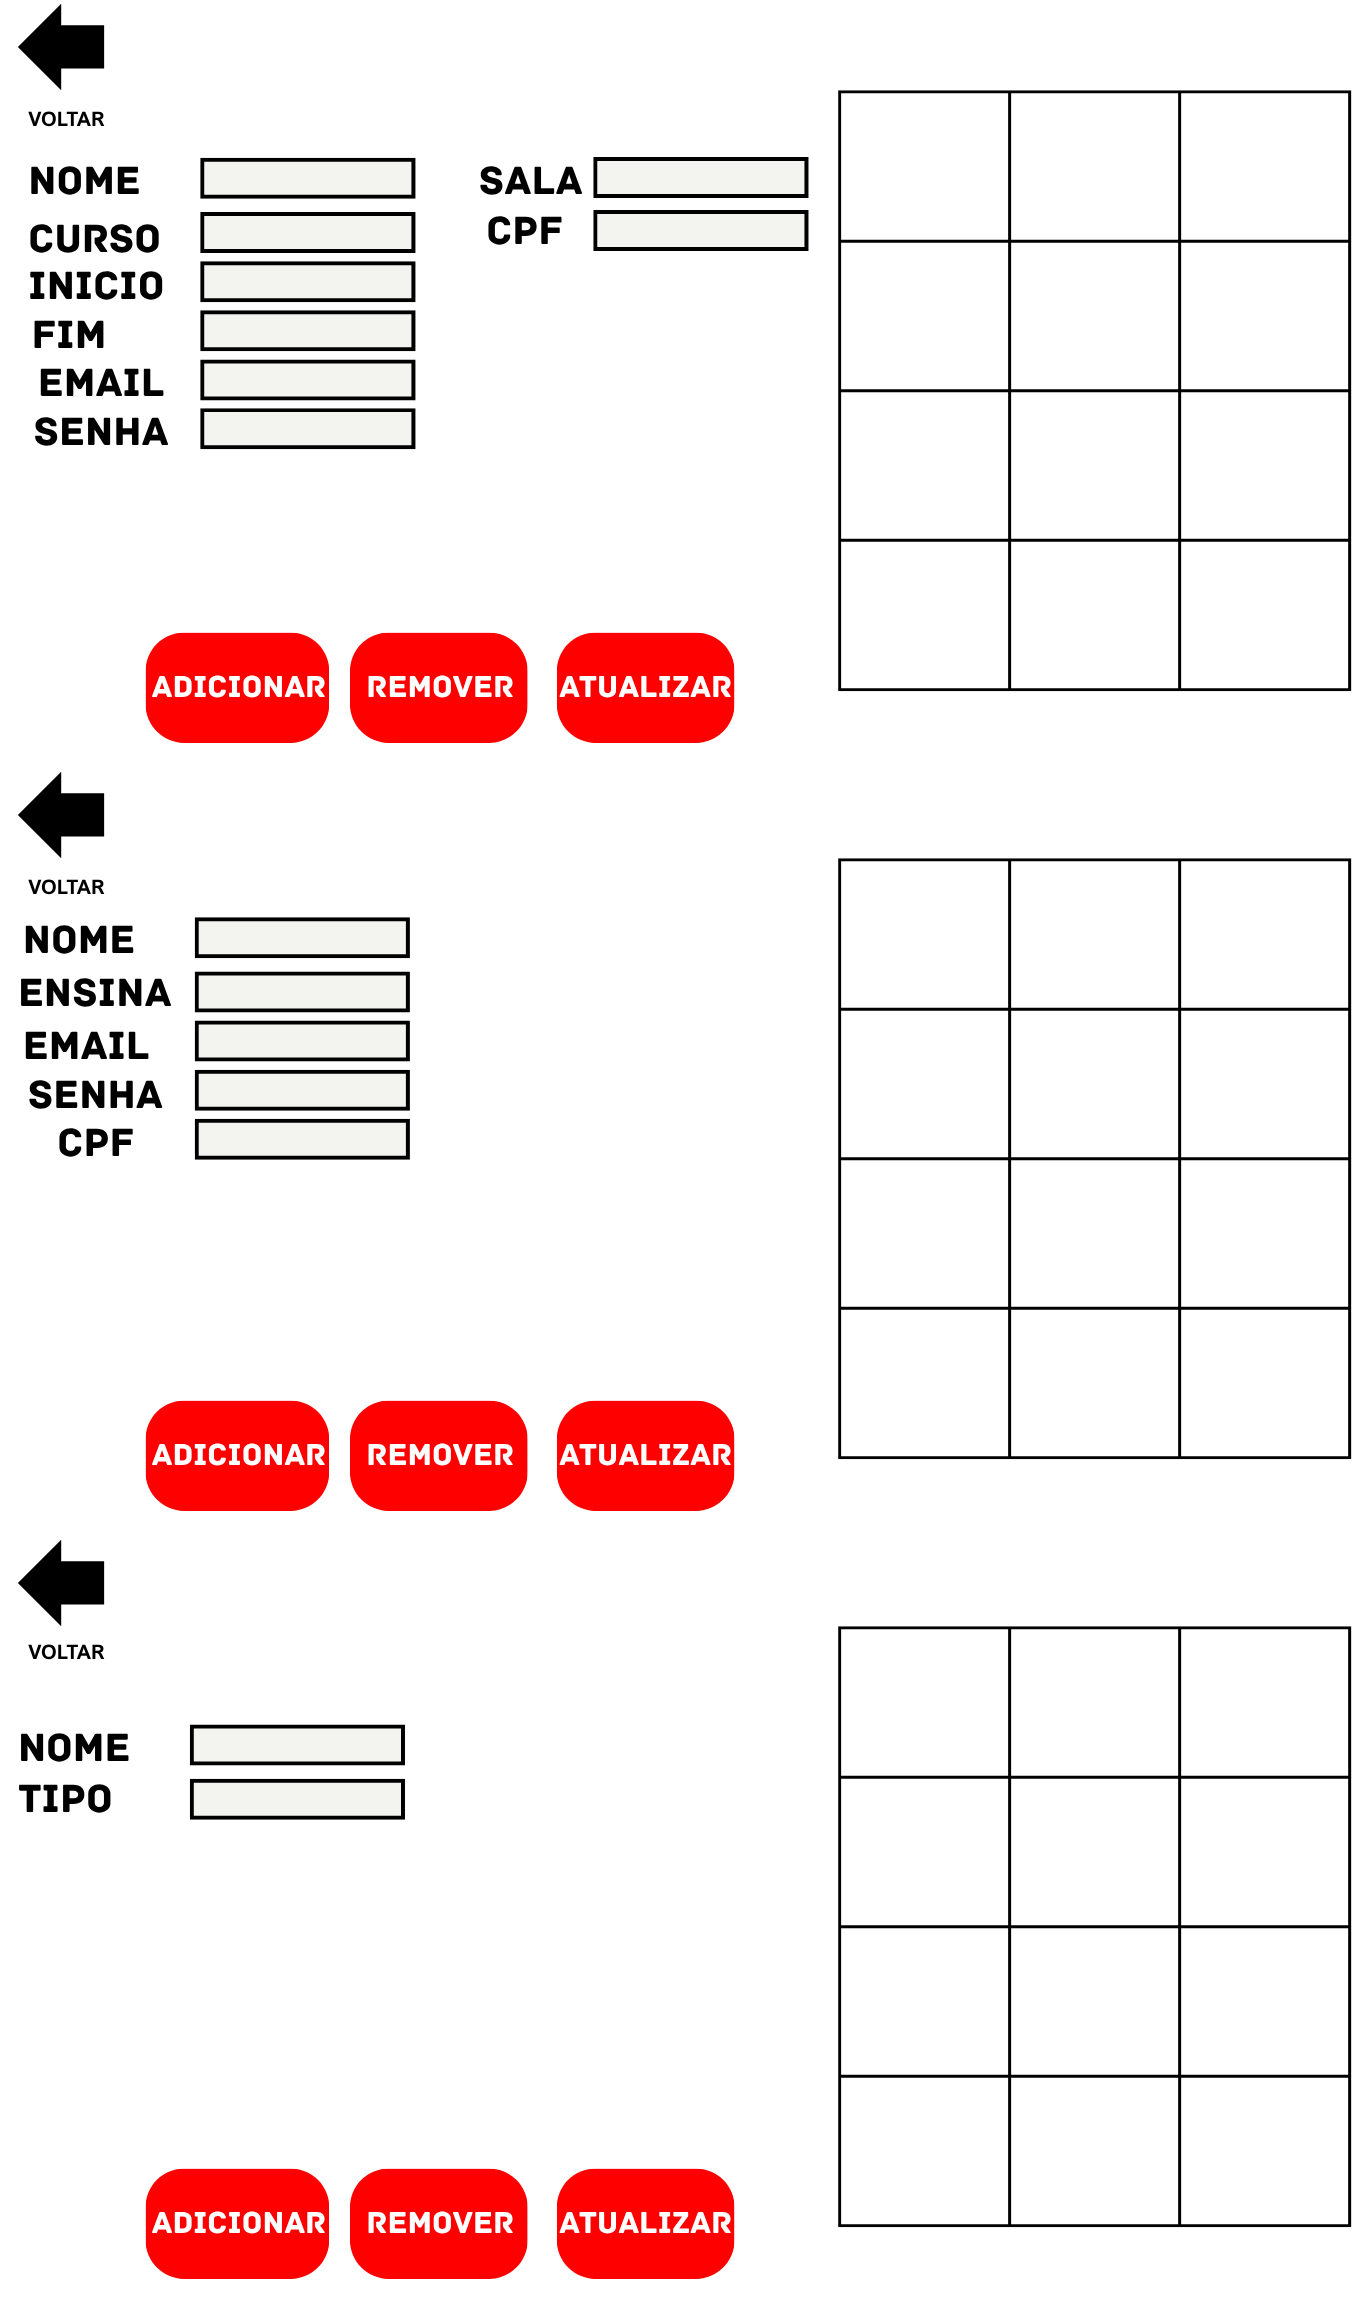 VOLTAR
NOME
SALA
CURSO
CPF
INICIO
FIM
EMAIL
SENHA
ADICIONAR
REMOVER
ATUALIZAR
VOLTAR
NOME
ENSINA
EMAIL
SENHA
CPF
ADICIONAR
REMOVER
ATUALIZAR
VOLTAR
NOME
TIPO
ADICIONAR
REMOVER
ATUALIZAR